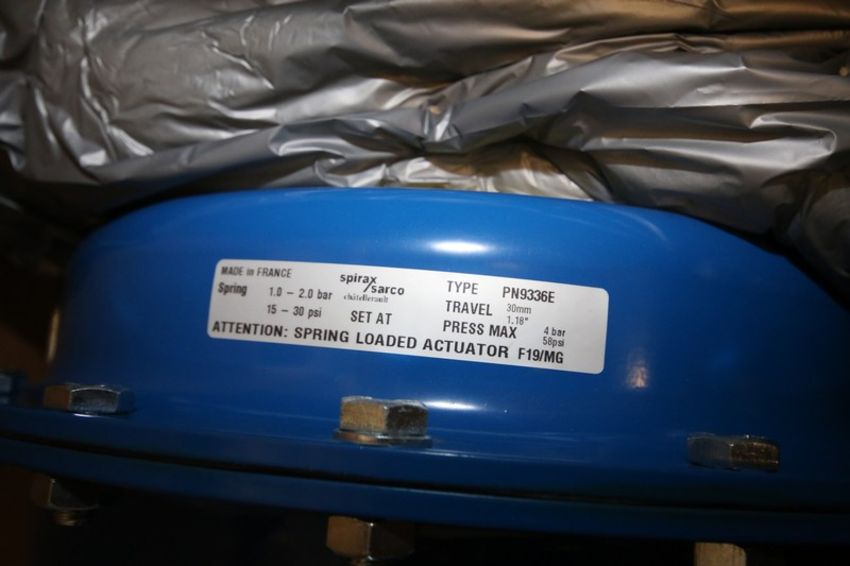 MADE in FRANCE
Spring 1.0 – 2.0 bar
15 – 30 psi
spirax
sarco
châtellerault
SET AT
TYPE PN9336E
TRAVEL 30mm
1.18"
PRESS MAX 4 bar
58psi
ATTENTION: SPRING LOADED ACTUATOR F19/MG